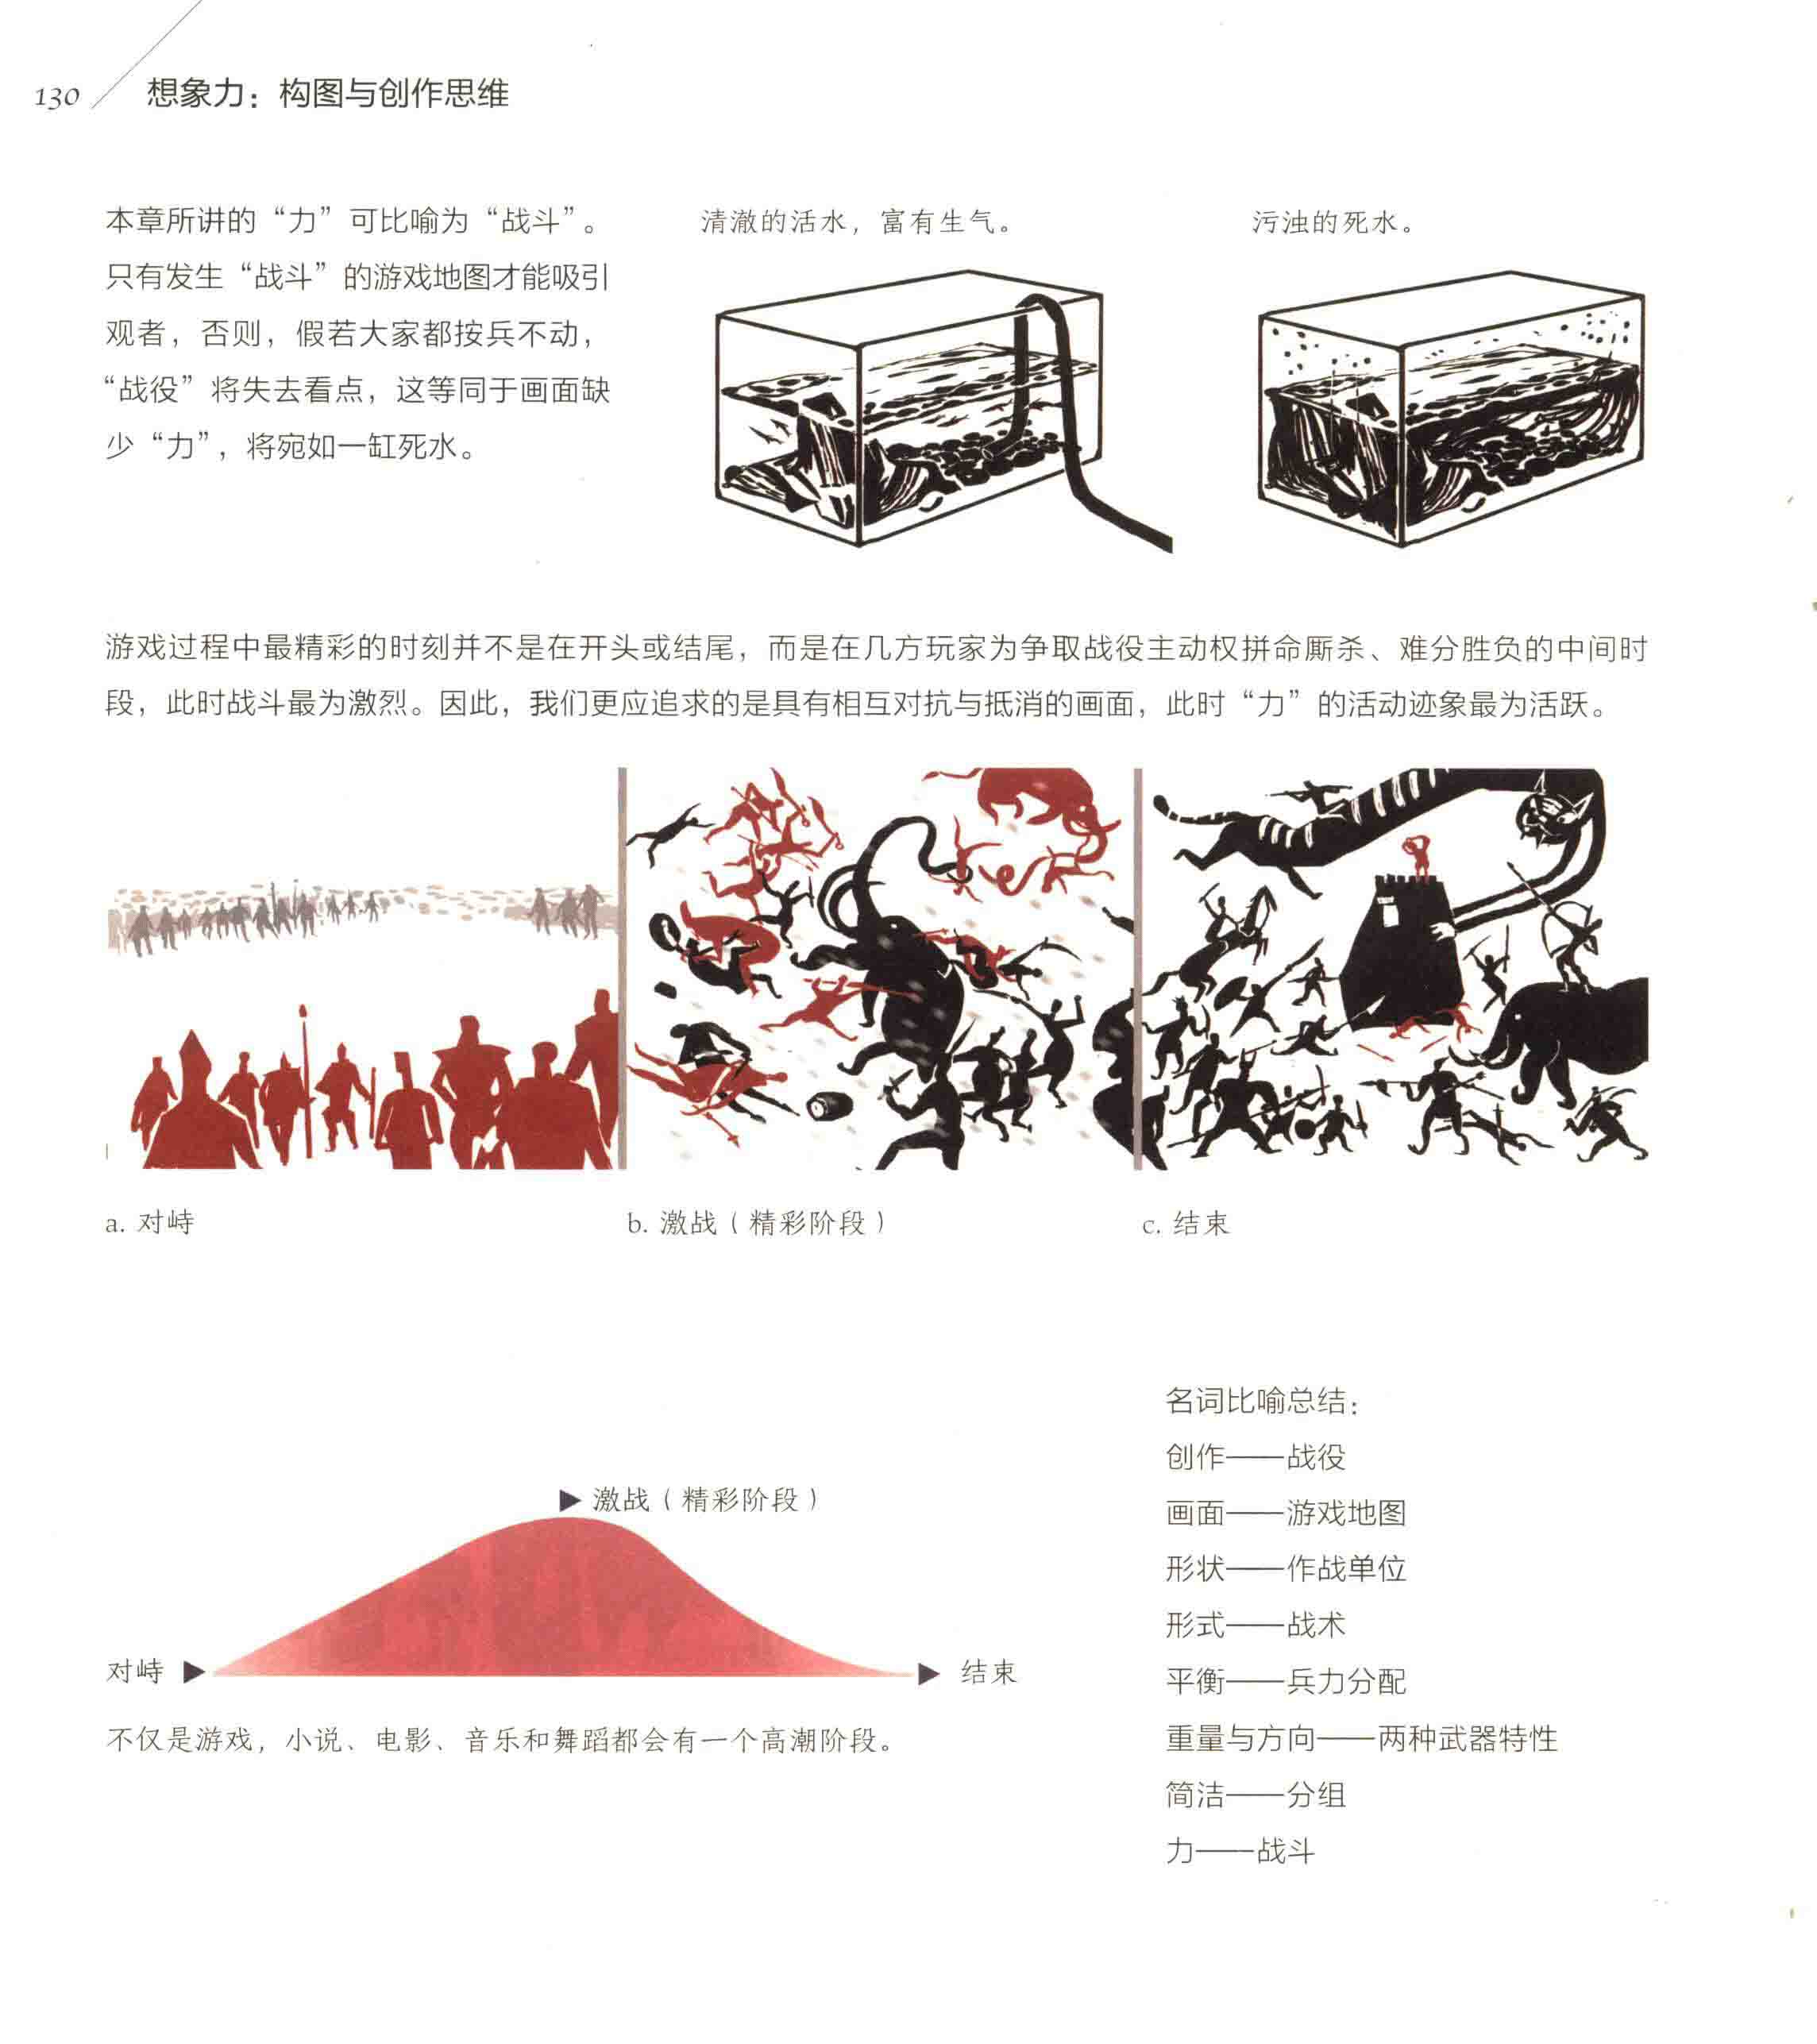 130
想象力：构图与创作思维
本章所讲的“力”可比喻为“战斗”。
只有发生“战斗”的游戏地图才能吸引
观者，否则，假若大家都按兵不动，
“战役”将失去看点，这等同于画面缺
少“力”，将宛如一缸死水。
清澈的活水，富有生气。
污浊的死水。
游戏过程中最精彩的时刻并不是在开头或结尾，而是在几方玩家为争取战役主动权拼命厮杀、难分胜负的中间时
段，此时战斗最为激烈。因此，我们更应追求的是具有相互对抗与抵消的画面，此时“力”的活动迹象最为活跃。
a. 对峙
b. 激战（精彩阶段）
c. 结束
▶ 激战（精彩阶段）
对峙 ▶
▶ 结束
不仅是游戏，小说、电影、音乐和舞蹈都会有一个高潮阶段。
名词比喻总结：
创作——战役
画面——游戏地图
形状——作战单位
形式——战术
平衡——兵力分配
重量与方向——两种武器特性
简洁——分组
力——战斗